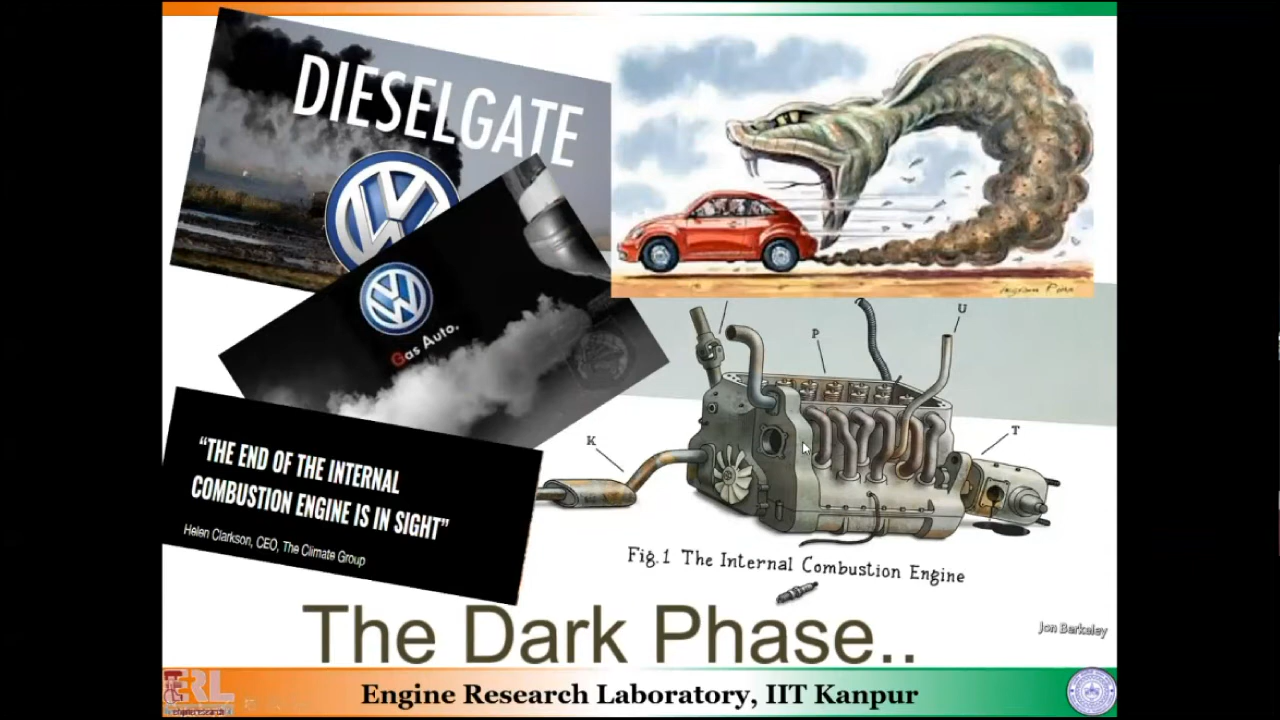 DIESELGATE
Gas Auto.
"THE END OF THE INTERNAL
COMBUSTION ENGINE IS IN SIGHT"
Helen Clarkson, CEO, The Climate Group
P
U
K
T
Fig.1 The Internal Combustion Engine
Jon Berkeley
The Dark Phase..
ERL
Engine Research Laboratory, IIT Kanpur